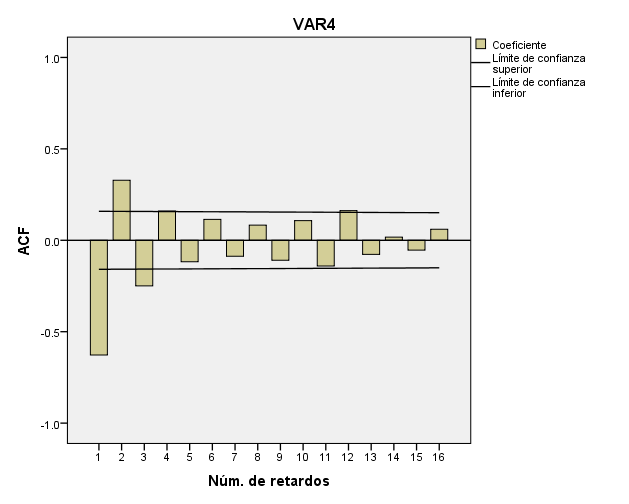 VAR4
Coeficiente
Límite de confianza
superior
Límite de confianza
inferior
1.0
0.5
0.0
-0.5
-1.0
ACF
1 2 3 4 5 6 7 8 9 10 11 12 13 14 15 16
Núm. de retardos